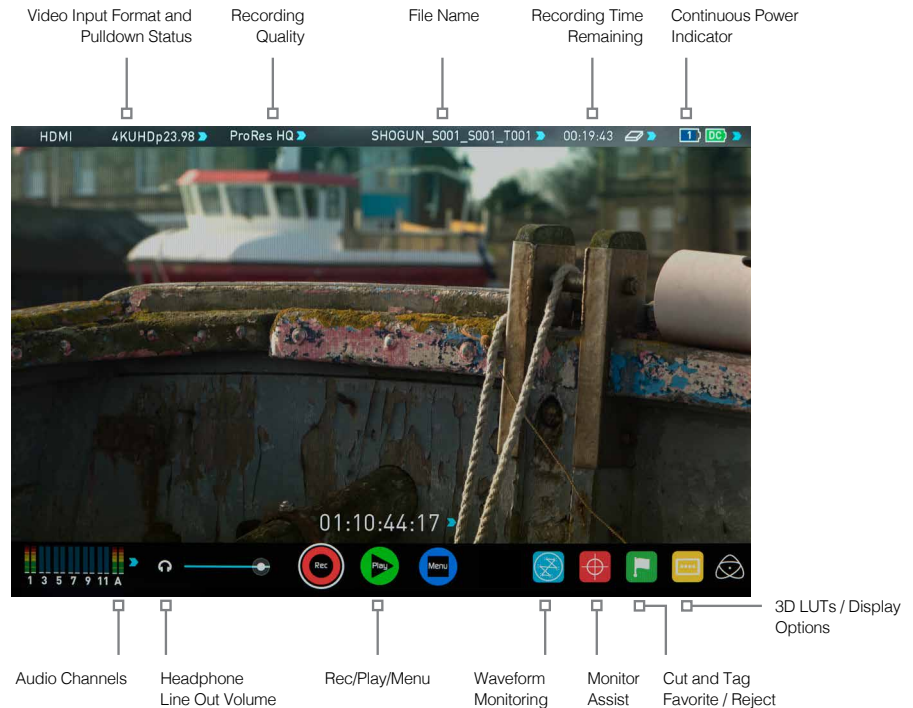 Video Input Format and
Pulldown Status
Recording
Quality
File Name
Recording Time
Remaining
Continuous Power
Indicator
HDMI 4KUHDp23.98 ProRes HQ SHOGUN_S001_S001_T001 00:19:43 1 DC
01:10:44:17
1 3 5 7 9 11 A
Rec Play Menu
3D LUTs / Display
Options
Audio Channels
Headphone
Line Out Volume
Rec/Play/Menu
Waveform
Monitoring
Monitor
Assist
Cut and Tag
Favorite / Reject